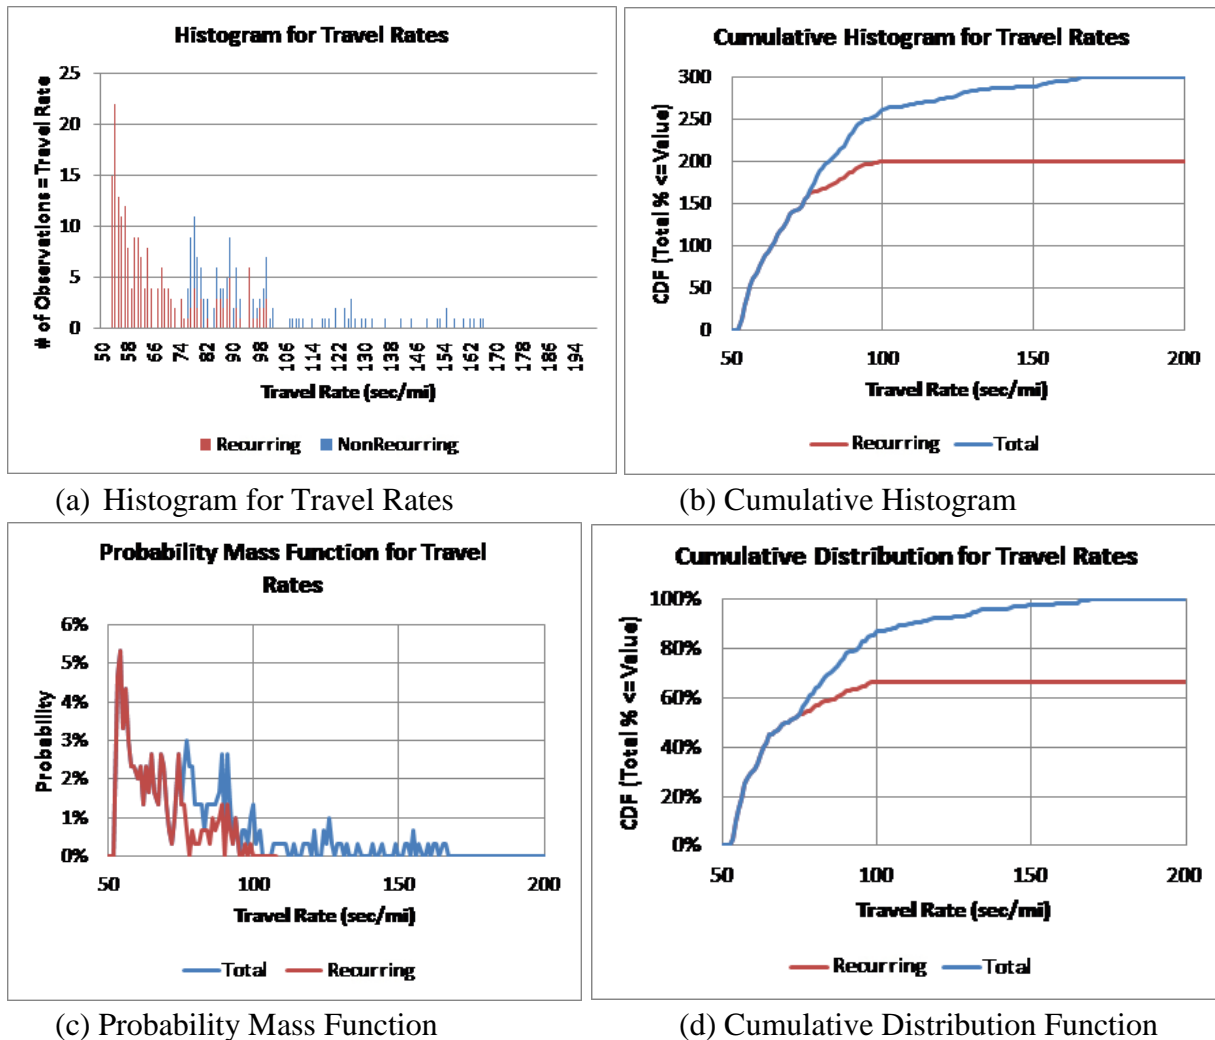 Histogram for Travel Rates
# of Observations = Travel Rate
25
20
15
10
5
0
50
58
66
74
82
90
98
106
114
122
130
138
146
154
162
170
178
186
194
Travel Rate (sec/mi)
Recurring NonRecurring
(a) Histogram for Travel Rates
Cumulative Histogram for Travel Rates
CDF (Total % <= Value)
300
250
200
150
100
50
0
50 100 150 200
Travel Rate (sec/mi)
Recurring Total
(b) Cumulative Histogram
Probability Mass Function for Travel
Rates
Probability
6%
5%
4%
3%
2%
1%
0%
50 100 150 200
Travel Rate (sec/mi)
Total Recurring
(c) Probability Mass Function
Cumulative Distribution for Travel Rates
CDF (Total % <= Value)
100%
80%
60%
40%
20%
0%
50 100 150 200
Travel Rate (sec/mi)
Recurring Total
(d) Cumulative Distribution Function